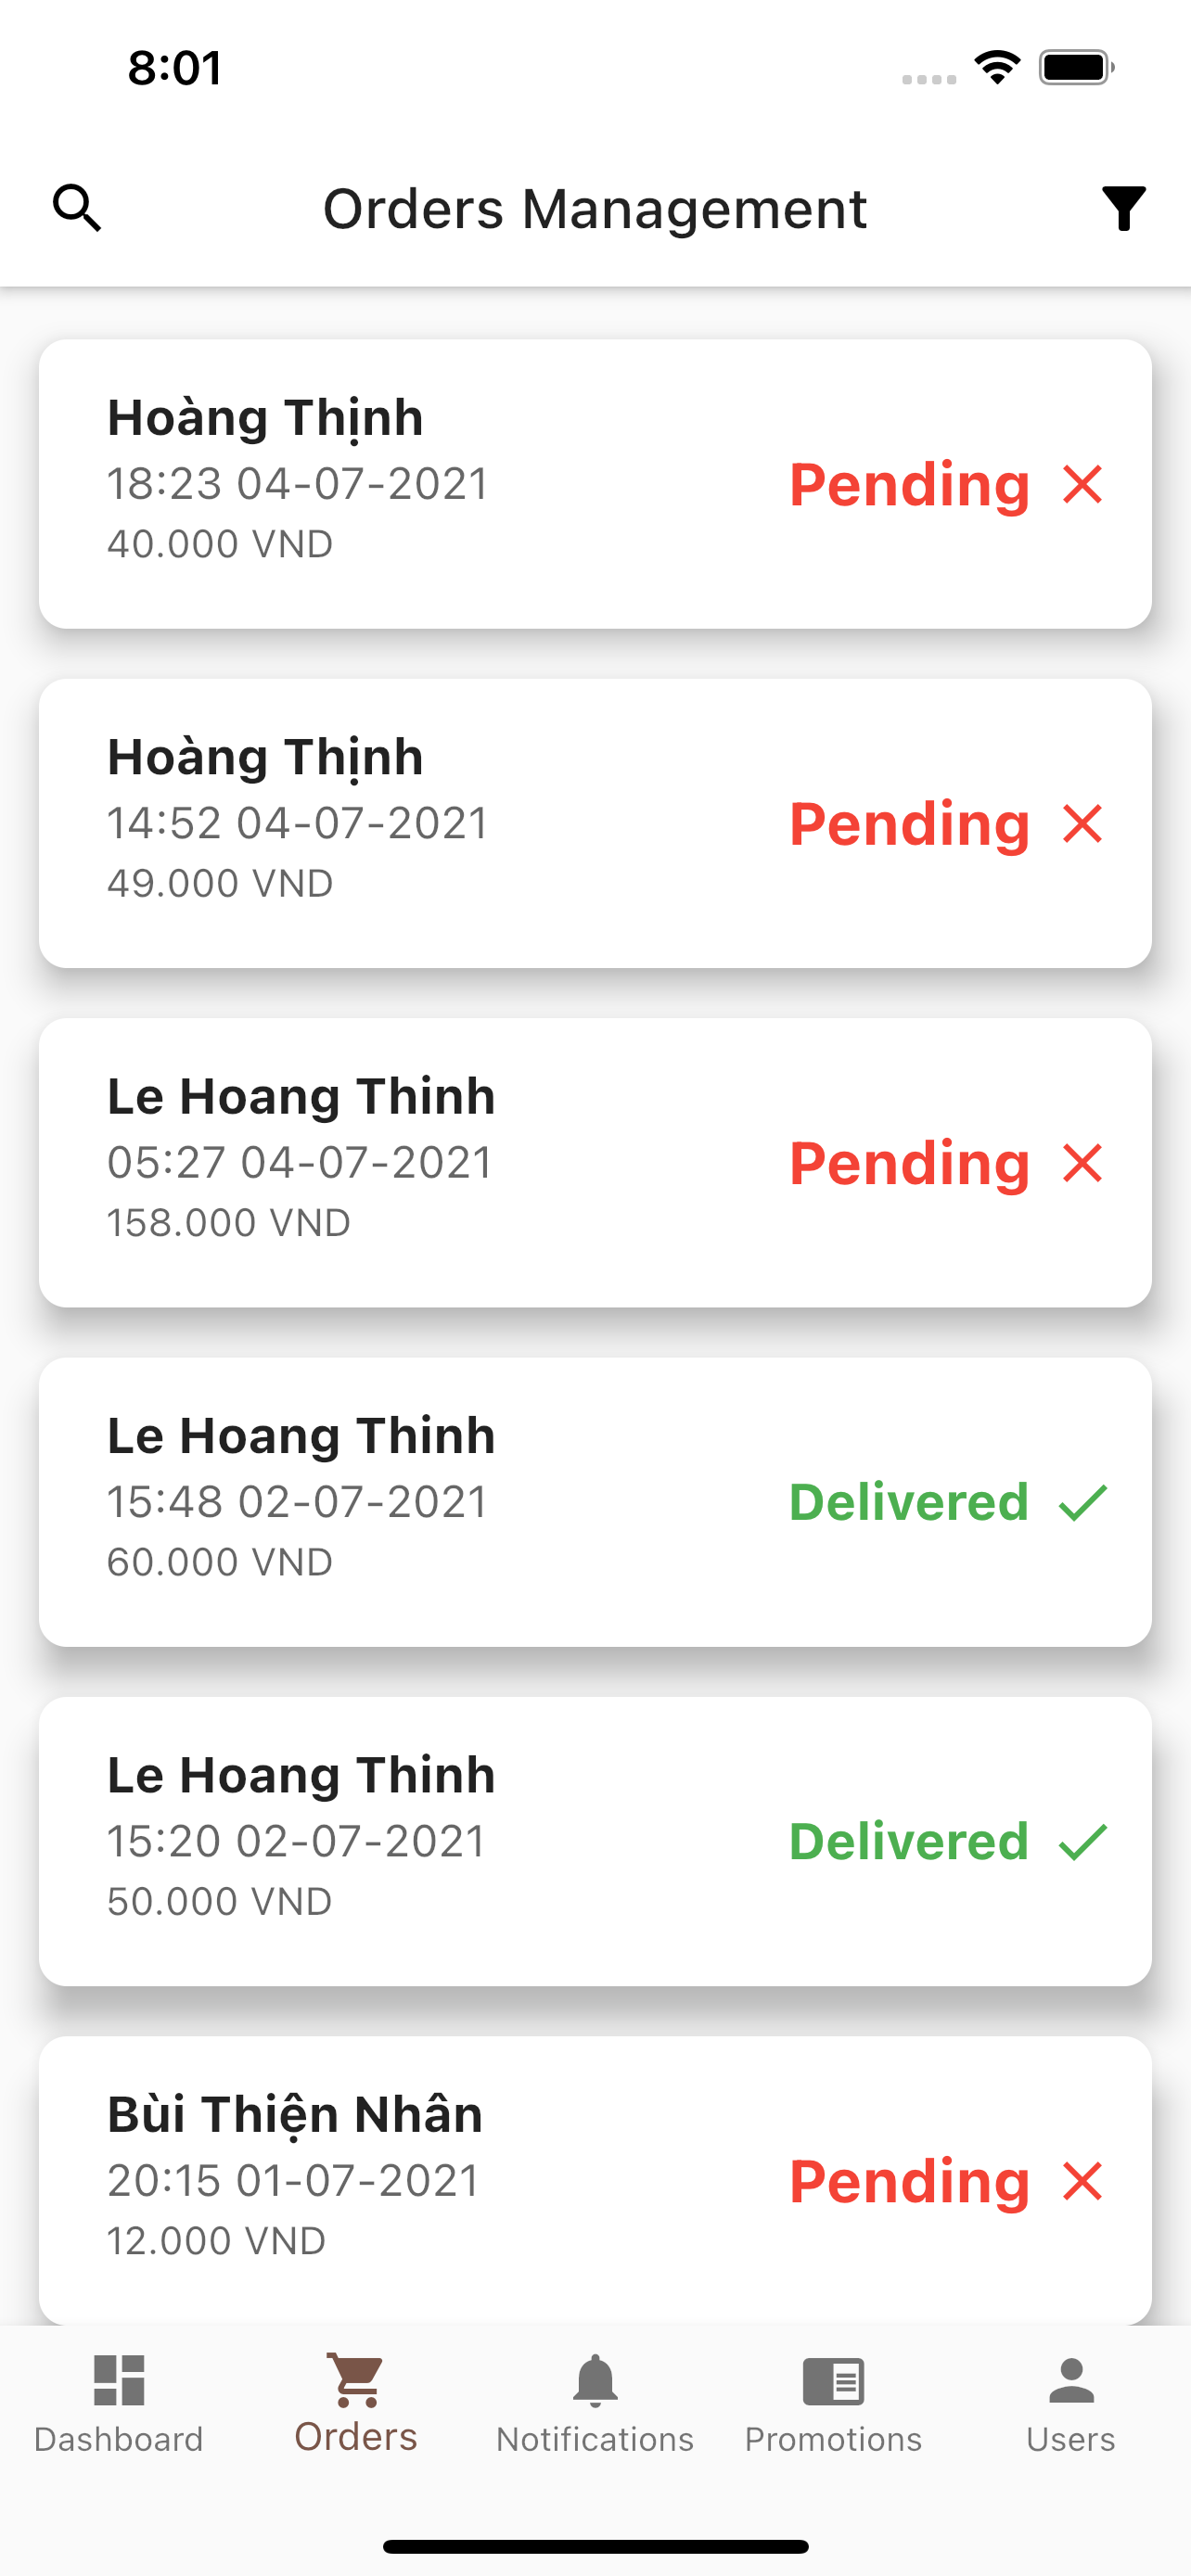 8:01
Orders Management
Hoàng Thịnh
18:23 04-07-2021
40.000 VND
Pending
Hoàng Thịnh
14:52 04-07-2021
49.000 VND
Pending
Le Hoang Thinh
05:27 04-07-2021
158.000 VND
Pending
Le Hoang Thinh
15:48 02-07-2021
60.000 VND
Delivered
Le Hoang Thinh
15:20 02-07-2021
50.000 VND
Delivered
Bùi Thiện Nhân
20:15 01-07-2021
12.000 VND
Pending
Dashboard
Orders
Notifications
Promotions
Users